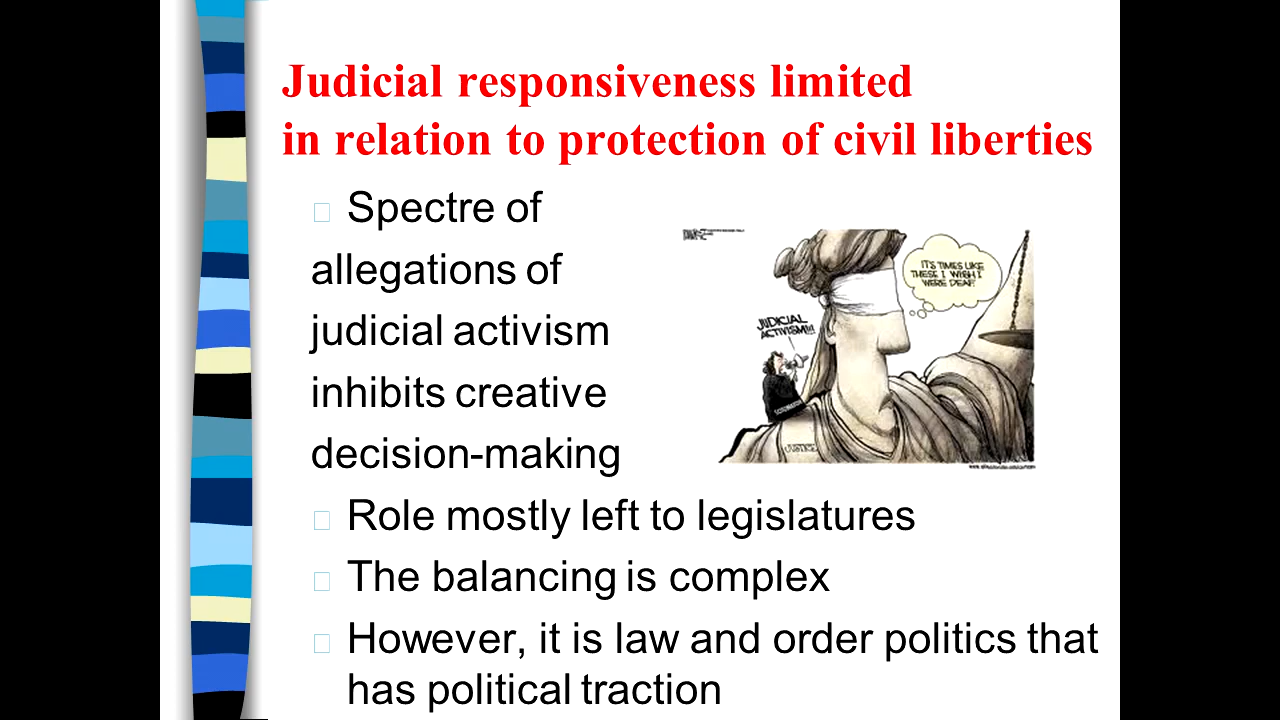 Judicial responsiveness limited
in relation to protection of civil liberties
Spectre of
allegations of
judicial activism
inhibits creative
decision-making
IT'S TIMES LIKE
THESE I WISH I
WERE DEAF.
JUDICIAL
ACTIVISM!!!
JUSTICE
Role mostly left to legislatures
The balancing is complex
However, it is law and order politics that
has political traction